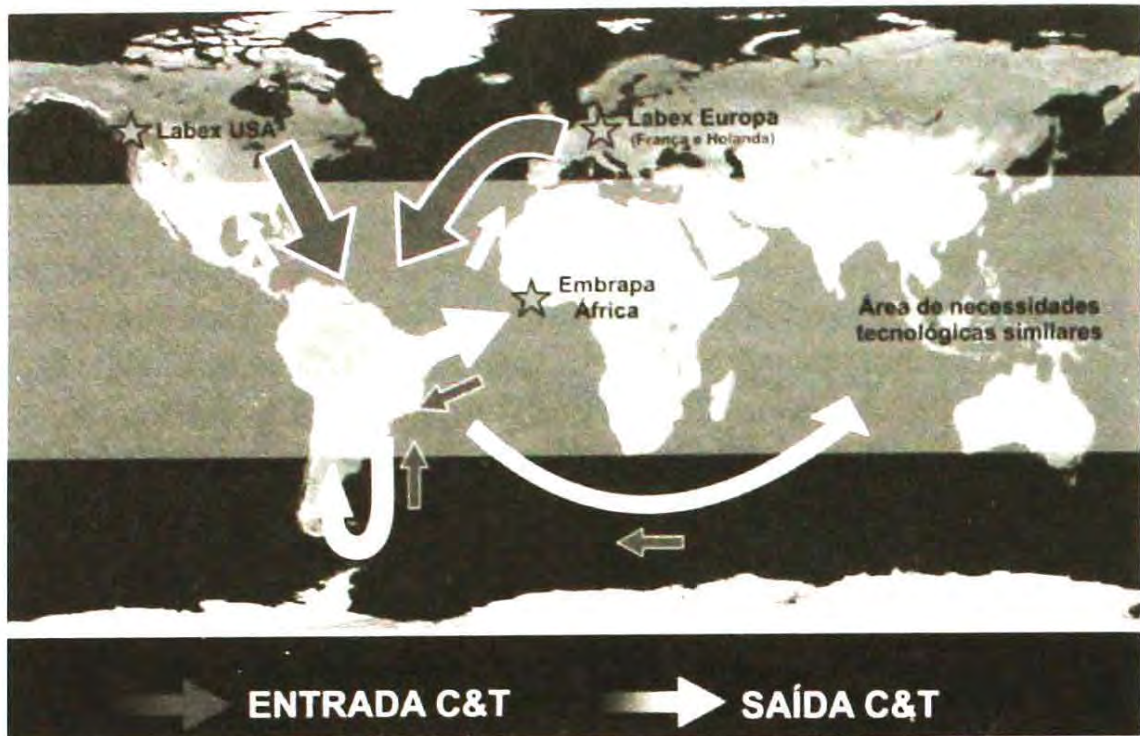 Labex USA
Labex Europa
(França e Holanda)
Embrapa
África
Área de necessidades
tecnológicas similares
ENTRADA C&T
SAÍDA C&T